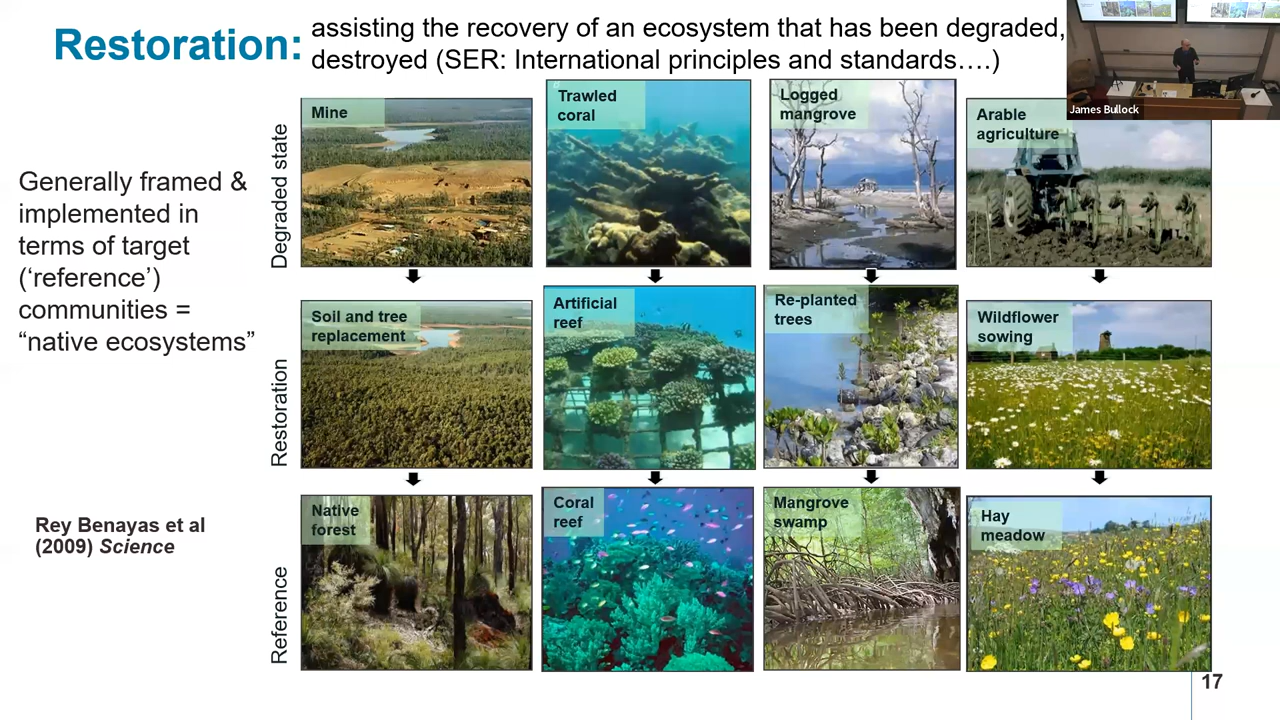 Restoration:
assisting the recovery of an ecosystem that has been degraded,
destroyed (SER: International principles and standards….)
James Bullock
Generally framed &
implemented in
terms of target
(‘reference’)
communities =
“native ecosystems”
Rey Benayas et al
(2009) Science
Degraded state
Mine
Trawled
coral
Logged
mangrove
Arable
agriculture
Restoration
Soil and tree
replacement
Artificial
reef
Re-planted
trees
Wildflower
sowing
Reference
Native
forest
Coral
reef
Mangrove
swamp
Hay
meadow
17